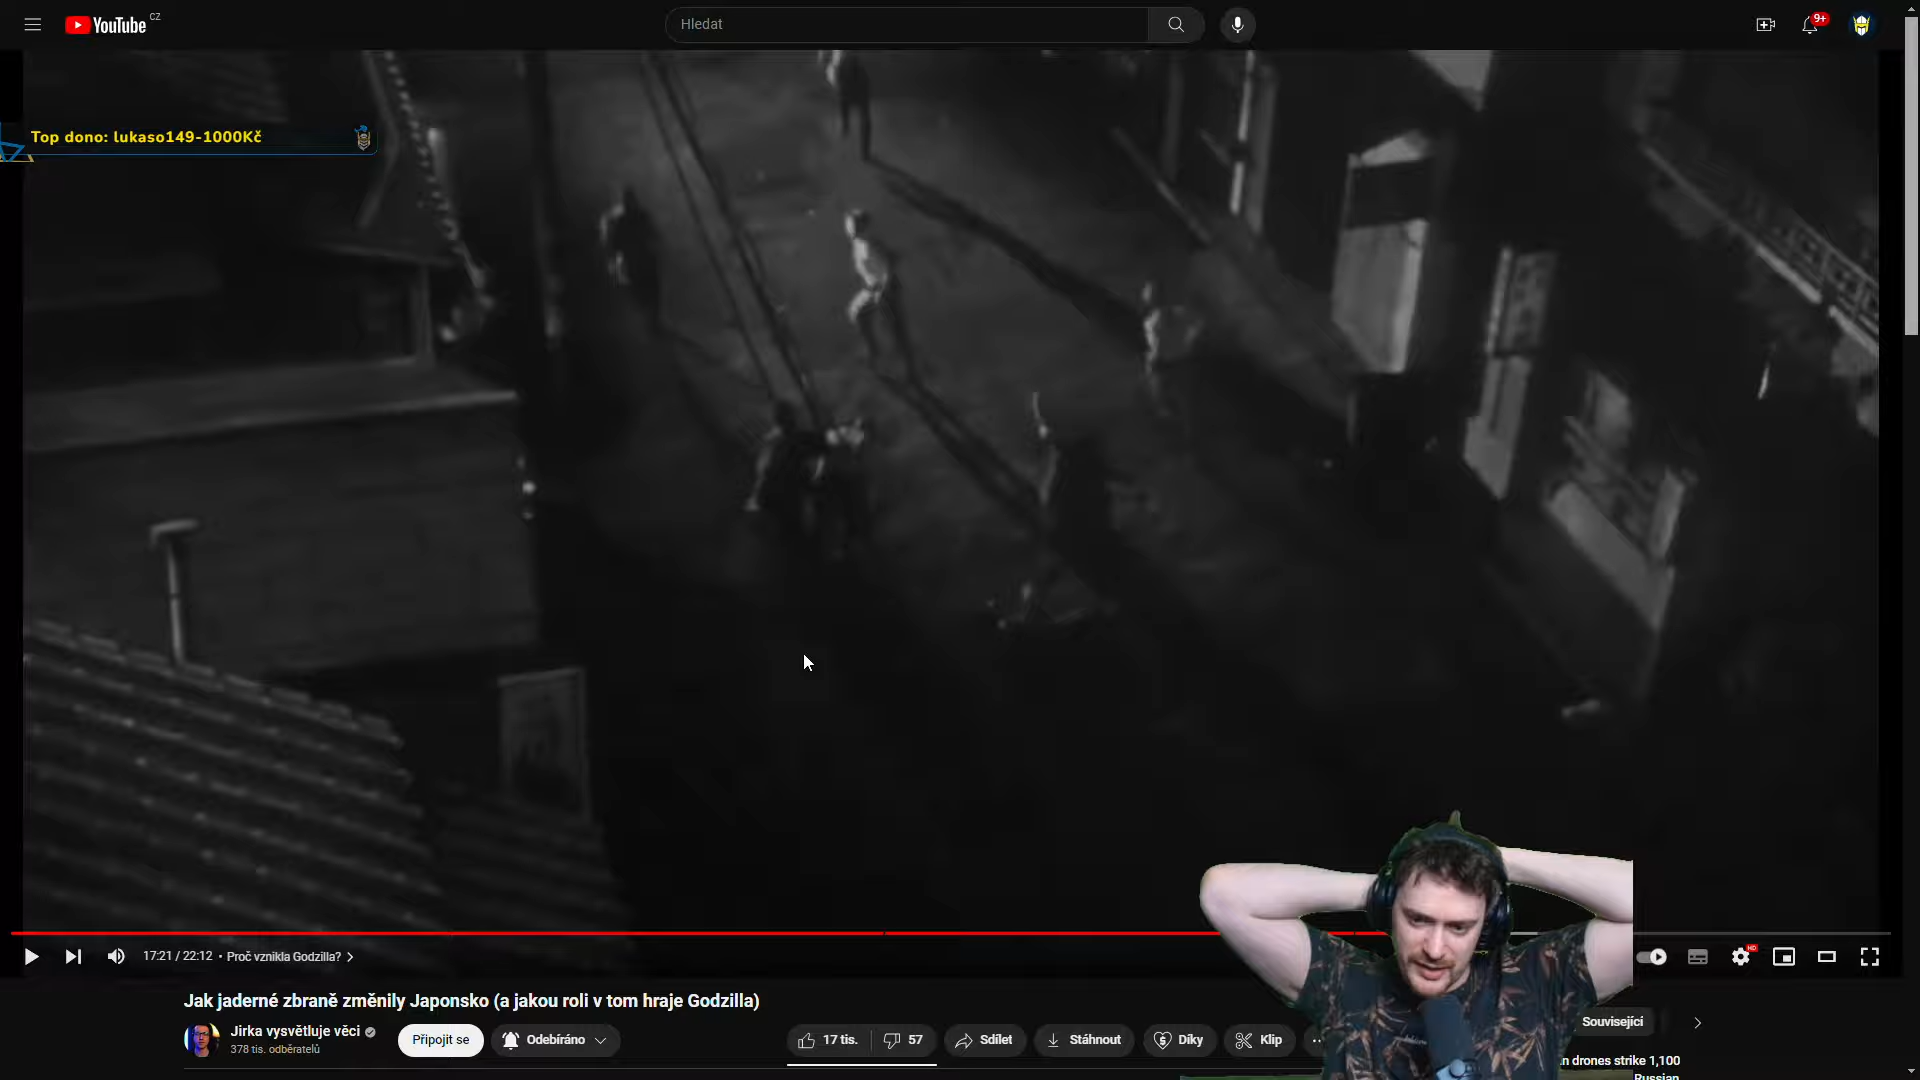 YouTube CZ
Hledat
9+
Top dono: lukaso149-1000Kč
17:21 / 22:12 • Proč vznikla Godzilla?
HD
Jak jaderné zbraně změnily Japonsko (a jakou roli v tom hraje Godzilla)
Jirka vysvětluje věci
378 tis. odběratelů
Připojit se
Odebíráno
17 tis.
57
Sdílet
Stáhnout
Díky
Klip
Související
drones strike 1,100
Russian